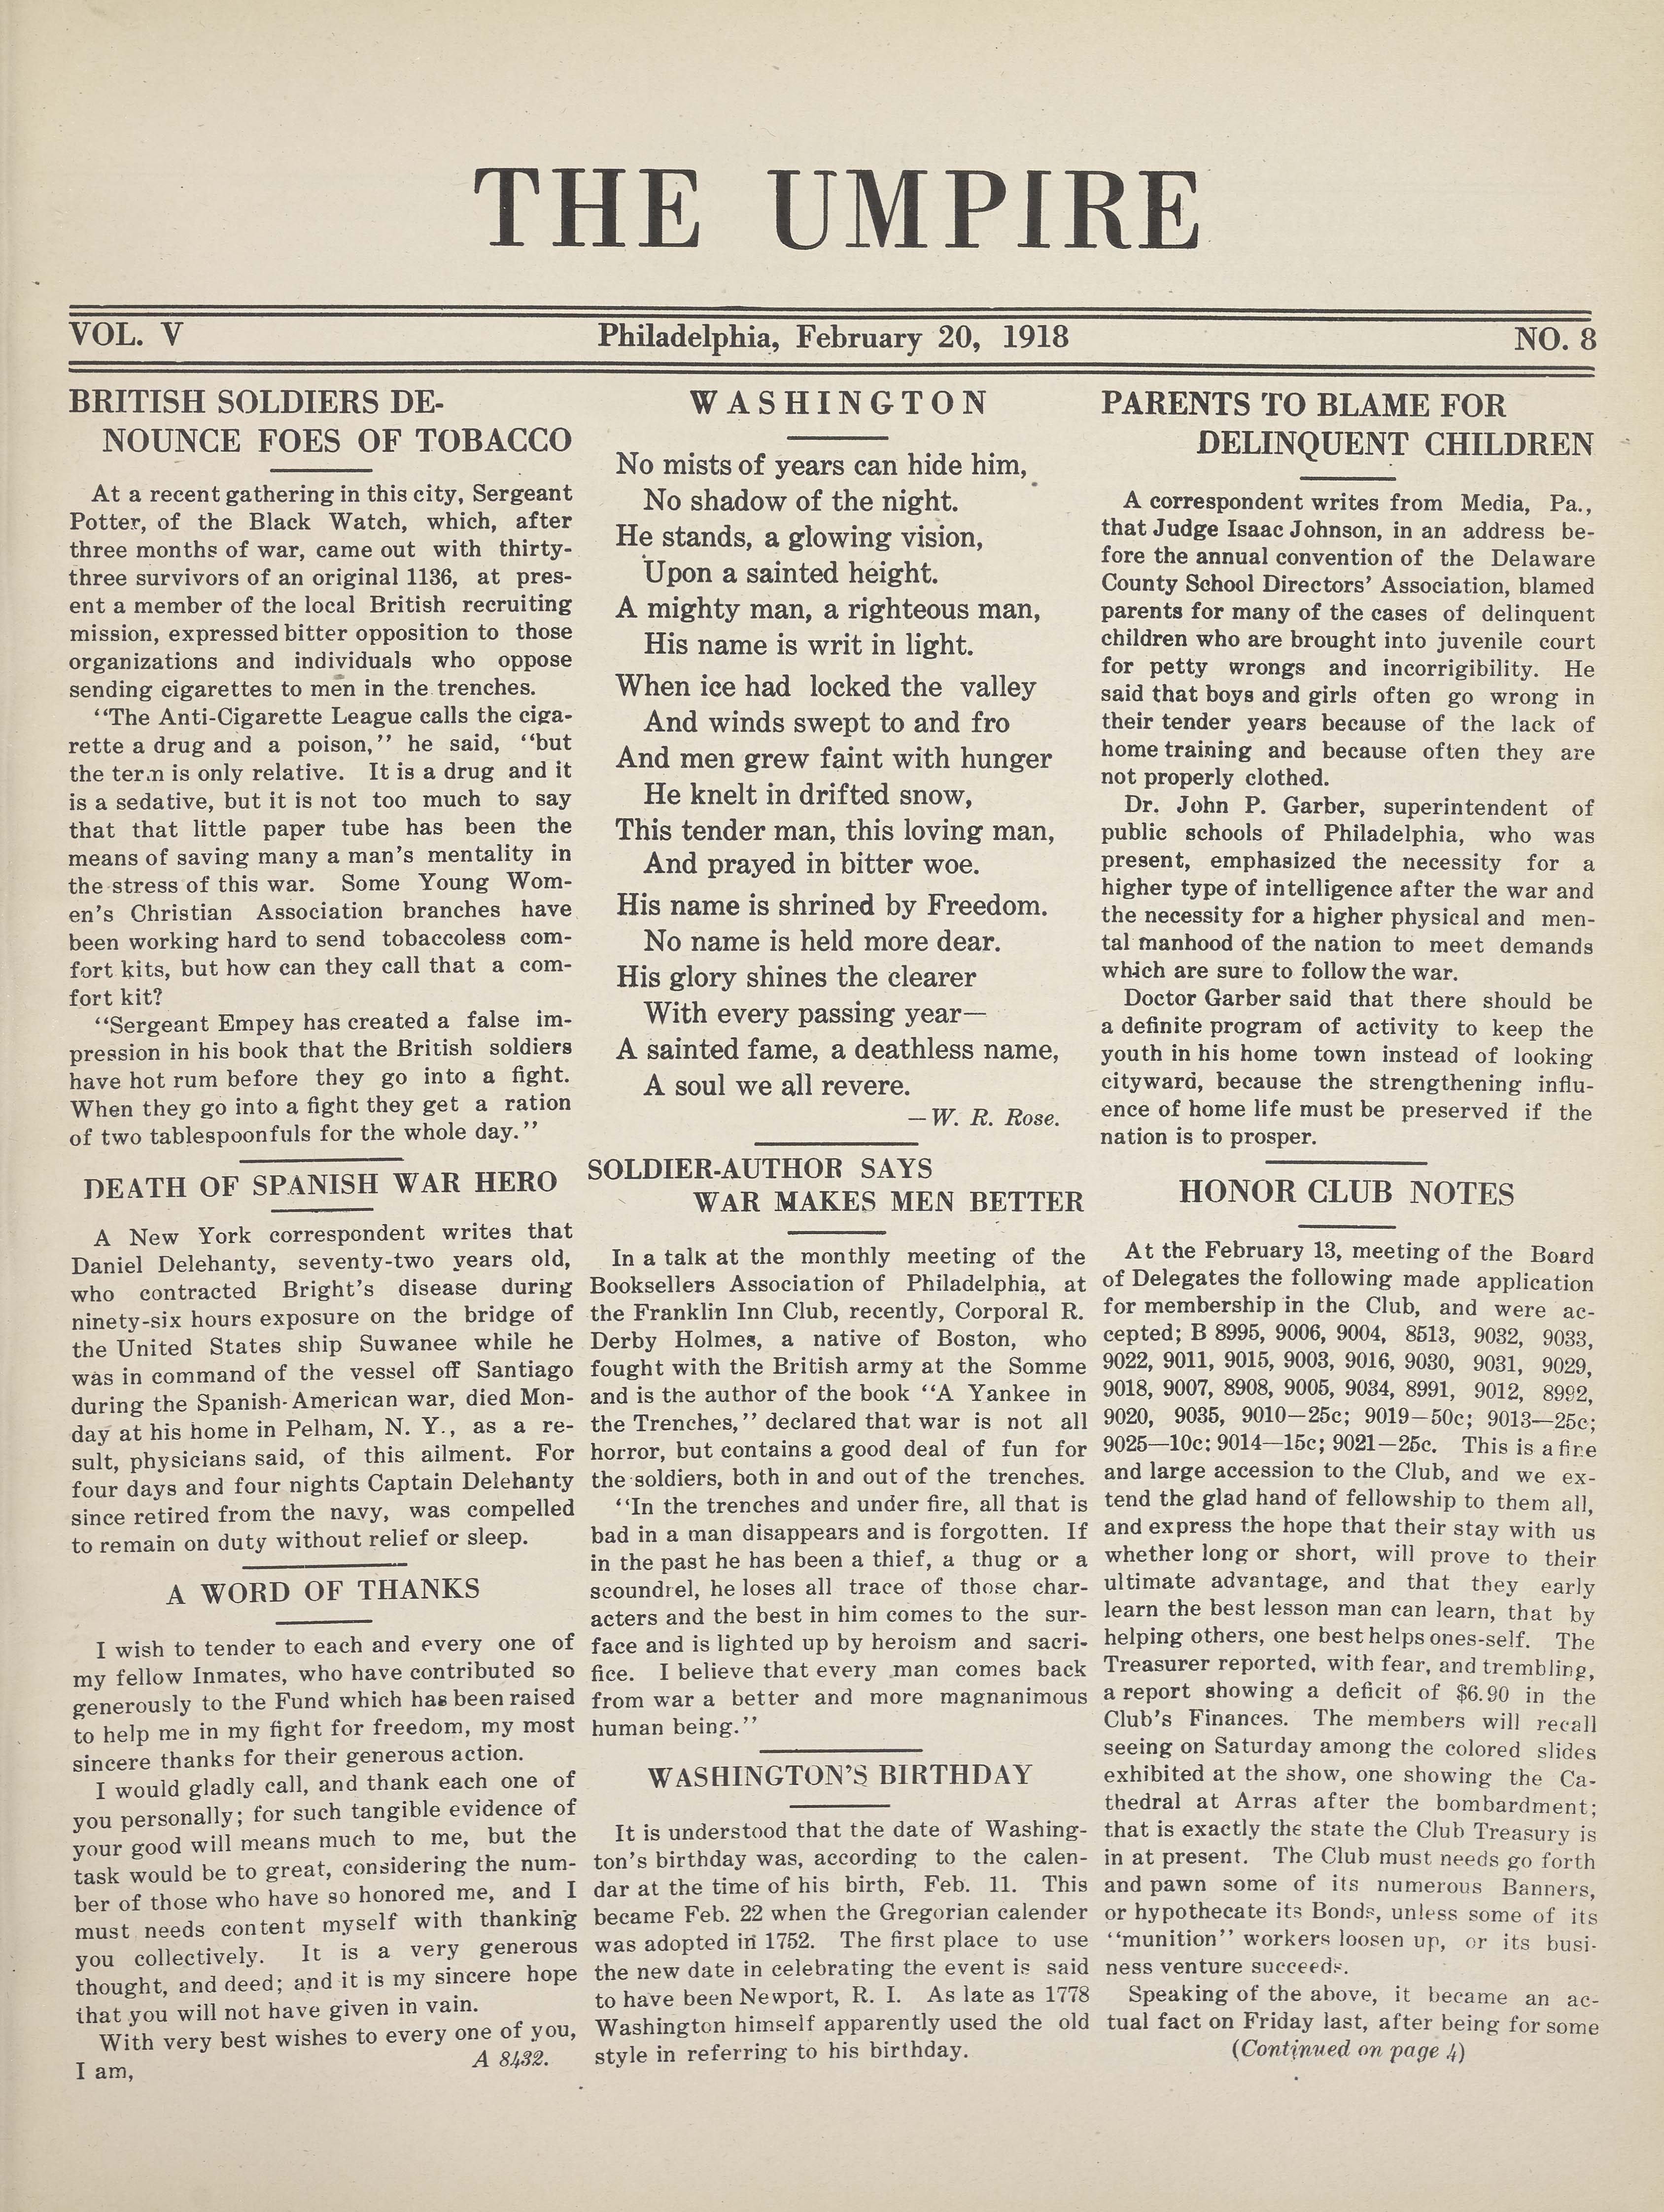 THE UMPIRE
VOL. V
Philadelphia, February 20, 1918
NO. 8
BRITISH SOLDIERS DE-
NOUNCE FOES OF TOBACCO
At a recent gathering in this city, Sergeant
Potter, of the Black Watch, which, after
three months of war, came out with thirty-
three survivors of an original 1136, at pres-
ent a member of the local British recruiting
mission, expressed bitter opposition to those
organizations and individuals who oppose
sending cigarettes to men in the trenches.
“The Anti-Cigarette League calls the ciga-
rette a drug and a poison,” he said, “but
the term is only relative. It is a drug and it
is a sedative, but it is not too much to say
that that little paper tube has been the
means of saving many a man’s mentality in
the stress of this war. Some Young Wom-
en’s Christian Association branches have
been working hard to send tobaccoless com-
fort kits, but how can they call that a com-
fort kit?
“Sergeant Empey has created a false im-
pression in his book that the British soldiers
have hot rum before they go into a fight.
When they go into a fight they get a ration
of two tablespoonfuls for the whole day.”
DEATH OF SPANISH WAR HERO
A New York correspondent writes that
Daniel Delehanty, seventy-two years old,
who contracted Bright’s disease during
ninety-six hours exposure on the bridge of
the United States ship Suwanee while he
was in command of the vessel off Santiago
during the Spanish-American war, died Mon-
day at his home in Pelham, N. Y., as a re-
sult, physicians said, of this ailment. For
four days and four nights Captain Delehanty
since retired from the navy, was compelled
to remain on duty without relief or sleep.
A WORD OF THANKS
I wish to tender to each and every one of
my fellow Inmates, who have contributed so
generously to the Fund which has been raised
to help me in my fight for freedom, my most
sincere thanks for their generous action.
I would gladly call, and thank each one of
you personally; for such tangible evidence of
your good will means much to me, but the
task would be to great, considering the num-
ber of those who have so honored me, and I
must needs content myself with thanking
you collectively. It is a very generous
thought, and deed; and it is my sincere hope
that you will not have given in vain.
With very best wishes to every one of you,
I am,
A 8432.
WASHINGTON
No mists of years can hide him,
No shadow of the night.
He stands, a glowing vision,
Upon a sainted height.
A mighty man, a righteous man,
His name is writ in light.
When ice had locked the valley
And winds swept to and fro
And men grew faint with hunger
He knelt in drifted snow,
This tender man, this loving man,
And prayed in bitter woe.
His name is shrined by Freedom.
No name is held more dear.
His glory shines the clearer
With every passing year—
A sainted fame, a deathless name,
A soul we all revere.
—W. R. Rose.
SOLDIER-AUTHOR SAYS
WAR MAKES MEN BETTER
In a talk at the monthly meeting of the
Booksellers Association of Philadelphia, at
the Franklin Inn Club, recently, Corporal R.
Derby Holmes, a native of Boston, who
fought with the British army at the Somme
and is the author of the book “A Yankee in
the Trenches,” declared that war is not all
horror, but contains a good deal of fun for
the soldiers, both in and out of the trenches.
“In the trenches and under fire, all that is
bad in a man disappears and is forgotten. If
in the past he has been a thief, a thug or a
scoundrel, he loses all trace of those char-
acters and the best in him comes to the sur-
face and is lighted up by heroism and sacri-
fice. I believe that every man comes back
from war a better and more magnanimous
human being.”
WASHINGTON’S BIRTHDAY
It is understood that the date of Washing-
ton’s birthday was, according to the calen-
dar at the time of his birth, Feb. 11. This
became Feb. 22 when the Gregorian calender
was adopted in 1752. The first place to use
the new date in celebrating the event is said
to have been Newport, R. I. As late as 1778
Washington himself apparently used the old
style in referring to his birthday.
PARENTS TO BLAME FOR
DELINQUENT CHILDREN
A correspondent writes from Media, Pa.,
that Judge Isaac Johnson, in an address be-
fore the annual convention of the Delaware
County School Directors’ Association, blamed
parents for many of the cases of delinquent
children who are brought into juvenile court
for petty wrongs and incorrigibility. He
said that boys and girls often go wrong in
their tender years because of the lack of
home training and because often they are
not properly clothed.
Dr. John P. Garber, superintendent of
public schools of Philadelphia, who was
present, emphasized the necessity for a
higher type of intelligence after the war and
the necessity for a higher physical and men-
tal manhood of the nation to meet demands
which are sure to follow the war.
Doctor Garber said that there should be
a definite program of activity to keep the
youth in his home town instead of looking
cityward, because the strengthening influ-
ence of home life must be preserved if the
nation is to prosper.
HONOR CLUB NOTES
At the February 13, meeting of the Board
of Delegates the following made application
for membership in the Club, and were ac-
cepted; B 8995, 9006, 9004, 8513, 9032, 9033,
9022, 9011, 9015, 9003, 9016, 9030, 9031, 9029,
9018, 9007, 8908, 9005, 9034, 8991, 9012, 8992,
9020, 9035, 9010—25c; 9019—50c; 9013—25c;
9025—10c; 9014—15c; 9021—25c. This is a fine
and large accession to the Club, and we ex-
tend the glad hand of fellowship to them all,
and express the hope that their stay with us
whether long or short, will prove to their
ultimate advantage, and that they early
learn the best lesson man can learn, that by
helping others, one best helps ones-self. The
Treasurer reported, with fear, and trembling,
a report showing a deficit of $6.90 in the
Club’s Finances. The members will recall
seeing on Saturday among the colored slides
exhibited at the show, one showing the Ca-
thedral at Arras after the bombardment;
that is exactly the state the Club Treasury is
in at present. The Club must needs go forth
and pawn some of its numerous Banners,
or hypothecate its Bonds, unless some of its
“munition” workers loosen up, or its busi-
ness venture succeeds.
Speaking of the above, it became an ac-
tual fact on Friday last, after being for some
(Continued on page 4)